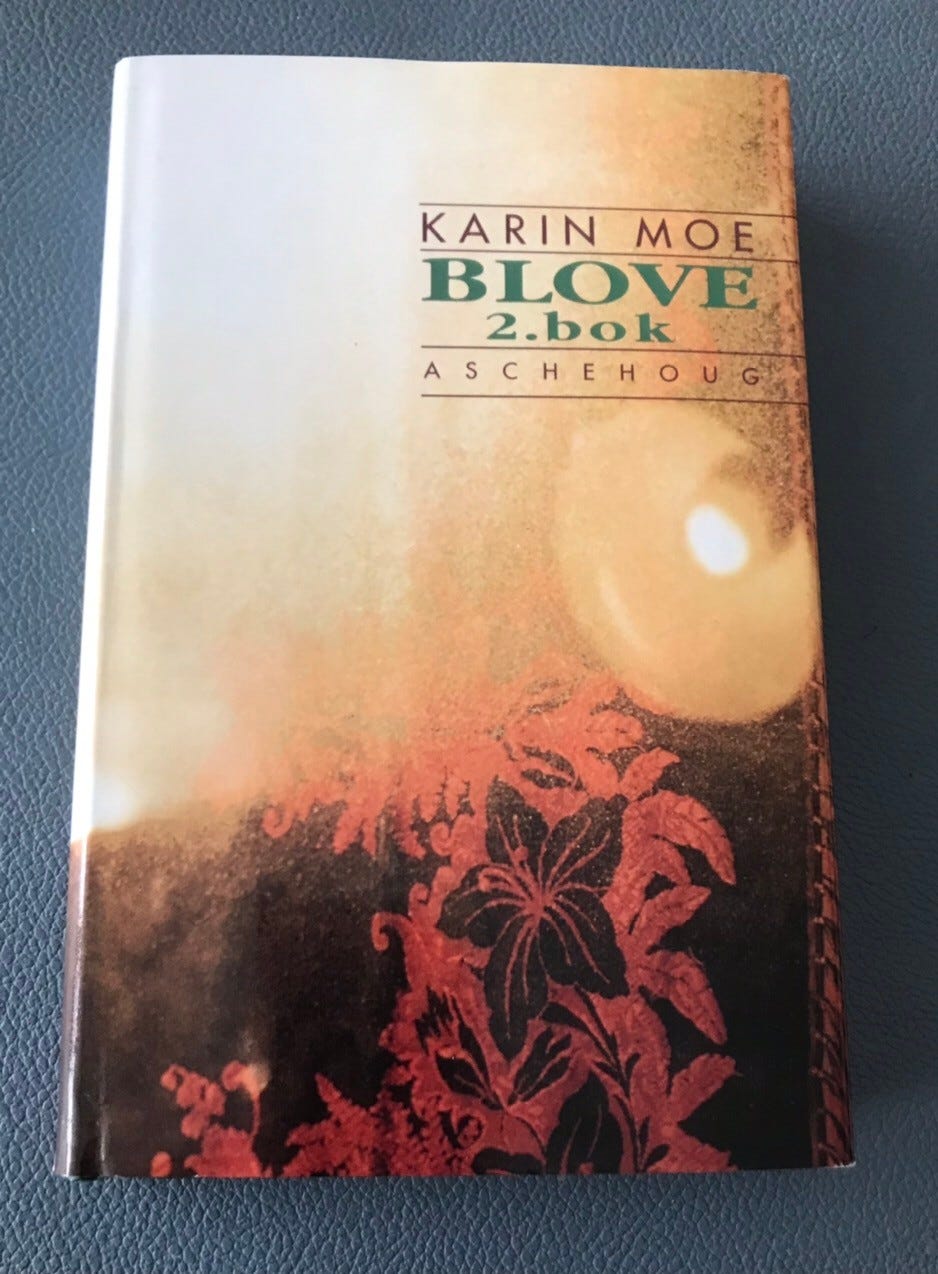 KARIN MOE
BLOVE
2.bok
ASCHEHOUG